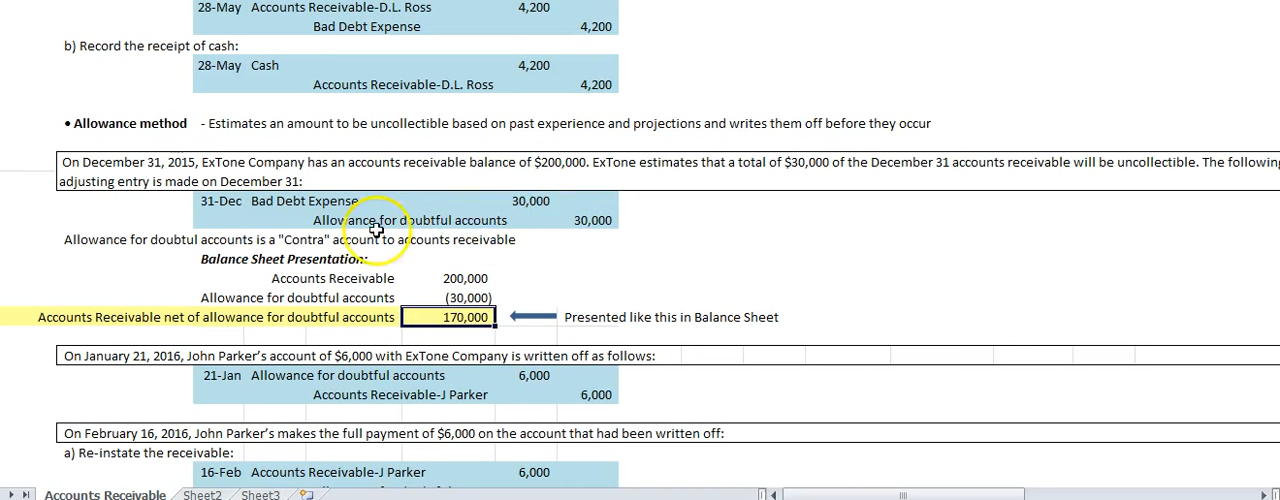 28-May Accounts Receivable-D.L. Ross 4,200
Bad Debt Expense 4,200
b) Record the receipt of cash:
28-May Cash 4,200
Accounts Receivable-D.L. Ross 4,200
• Allowance method - Estimates an amount to be uncollectible based on past experience and projections and writes them off before they occur
On December 31, 2015, ExTone Company has an accounts receivable balance of $200,000. ExTone estimates that a total of $30,000 of the December 31 accounts receivable will be uncollectible. The following
adjusting entry is made on December 31:
31-Dec Bad Debt Expense 30,000
Allowance for doubtful accounts 30,000
Allowance for doubtul accounts is a "Contra" account to accounts receivable
Balance Sheet Presentation:
Accounts Receivable 200,000
Allowance for doubtful accounts (30,000)
Accounts Receivable net of allowance for doubtful accounts 170,000 Presented like this in Balance Sheet
On January 21, 2016, John Parker’s account of $6,000 with ExTone Company is written off as follows:
21-Jan Allowance for doubtful accounts 6,000
Accounts Receivable-J Parker 6,000
On February 16, 2016, John Parker’s makes the full payment of $6,000 on the account that had been written off:
a) Re-instate the receivable:
16-Feb Accounts Receivable-J Parker 6,000
Accounts Receivable Sheet2 Sheet3